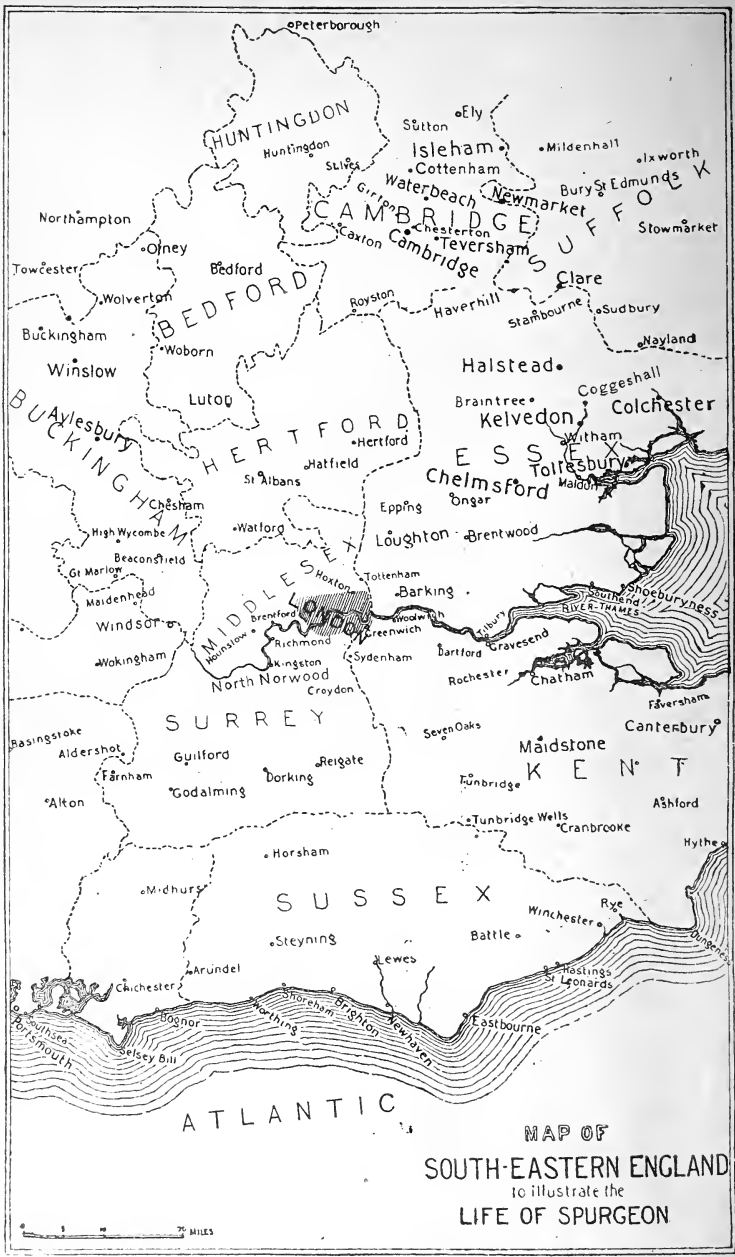 Peterborough
HUNTINGDON
Huntingdon
St.Ives
Sutton
Ely
Isleham
Mildenhall
Ixworth
Cottenham
Waterbeach
Newmarket
Bury St Edmunds
SUFFOLK
Girton
CAMBRIDGE
Chesterton
Teversham
Caxton
Cambridge
Stowmarket
Northampton
Olney
Towcester
Bedford
BEDFORD
Wolverton
Clare
Royston
Haverhill
Stambourne
Sudbury
Buckingham
Woborn
Nayland
Winslow
Halstead
Coggeshall
Luton
Braintree
Colchester
Kelvedon
BUCKINGHAM
Aylesbury
HERTFORD
Hertford
Witham
ESSEX
Tollesbury
Hatfield
St Albans
Chelmsford
Maldon
Chesham
Epping
Ongar
High Wycombe
Watford
Loughton
Brentwood
Beaconsfield
MIDDLESEX
Gt Marlow
Hoxton
Tottenham
Maidenhead
Barking
Southend
Shoeburyness
LONDON
RIVER-THAMES
Windsor
Brentford
Woolwich
Hounslow
Greenwich
Tilbury
Richmond
Gravesend
Wokingham
Kingston
Sydenham
Dartford
North Norwood
Rochester
Chatham
Croydon
Faversham
SURREY
Basingstoke
Aldershot
Seven Oaks
Canterbury
Guilford
Maidstone
Farnham
Dorking
Reigate
KENT
Godalming
Tunbridge
Alton
Ashford
Tunbridge Wells
Cranbrooke
Horsham
Hythe
Midhurst
SUSSEX
Rye
Winchester
Steyning
Battle
Dungeness
Lewes
Arundel
Hastings
St Leonards
Chichester
Shoreham
Bognor
Worthing
Brighton
Newhaven
Eastbourne
Southsea
Portsmouth
Selsey Bill
ATLANTIC
MAP OF
SOUTH-EASTERN ENGLAND
to illustrate the
LIFE OF SPURGEON
MILES